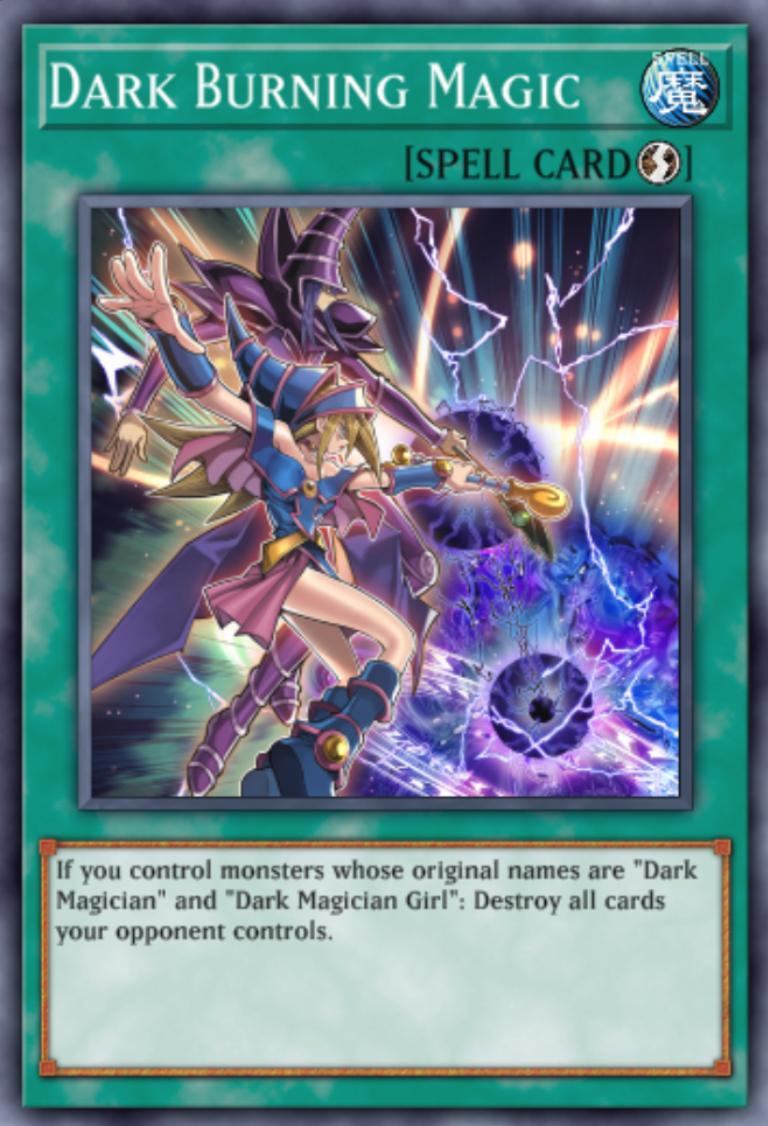 DARK BURNING MAGIC
SPELL
魔
[SPELL CARD]
If you control monsters whose original names are "Dark
Magician" and "Dark Magician Girl": Destroy all cards
your opponent controls.